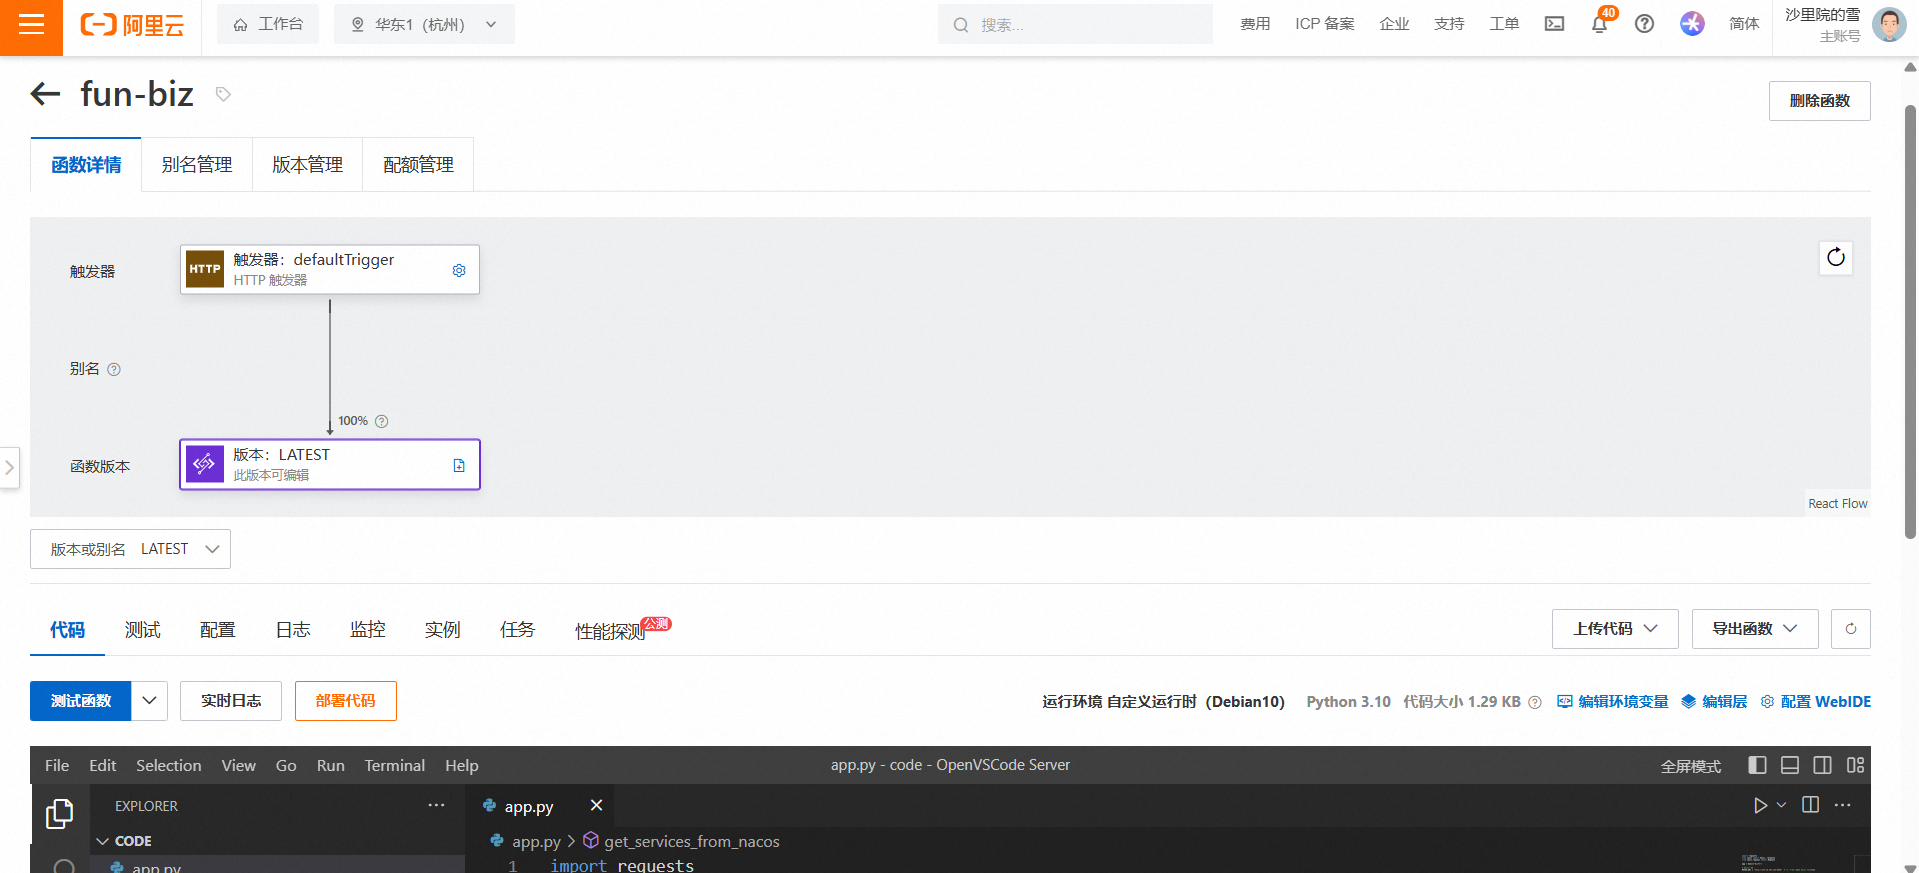 阿里云
工作台
华东1（杭州）
搜索...
费用
ICP 备案
企业
支持
工单
40
简体
沙里院的雪
主账号
fun-biz
删除函数
函数详情
别名管理
版本管理
配额管理
触发器
HTTP
触发器：defaultTrigger
HTTP 触发器
别名
100%
函数版本
版本：LATEST
此版本可编辑
React Flow
版本或别名 LATEST
代码
测试
配置
日志
监控
实例
任务
性能探测
公测
上传代码
导出函数
测试函数
实时日志
部署代码
运行环境 自定义运行时（Debian10）
Python 3.10
代码大小 1.29 KB
编辑环境变量
编辑层
配置 WebIDE
File Edit Selection View Go Run Terminal Help
app.py - code - OpenVSCode Server
全屏模式
EXPLORER
app.py
CODE
app.py > get_services_from_nacos
app.py
1 import requests